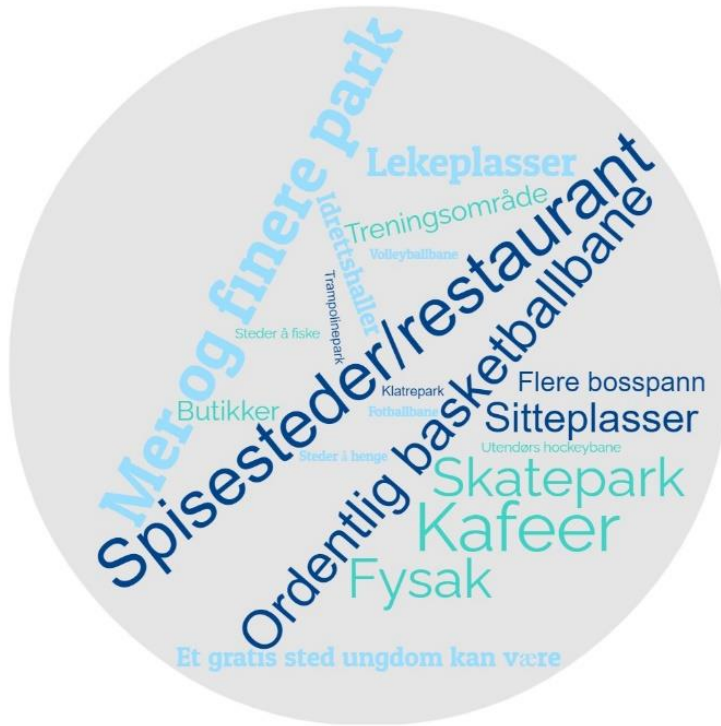 Mer og finere park
Lekeplasser
Idrettshaller
Treningsområde
Volleyballbane
Spisesteder/restaurant
Trampolinepark
Steder å fiske
Ordentlig basketballbane
Klatrepark
Flere bosspann
Butikker
Fotballbane
Sitteplasser
Utendørs hockeybane
Steder å henge
Skatepark
Kafeer
Fysak
Et gratis sted ungdom kan være